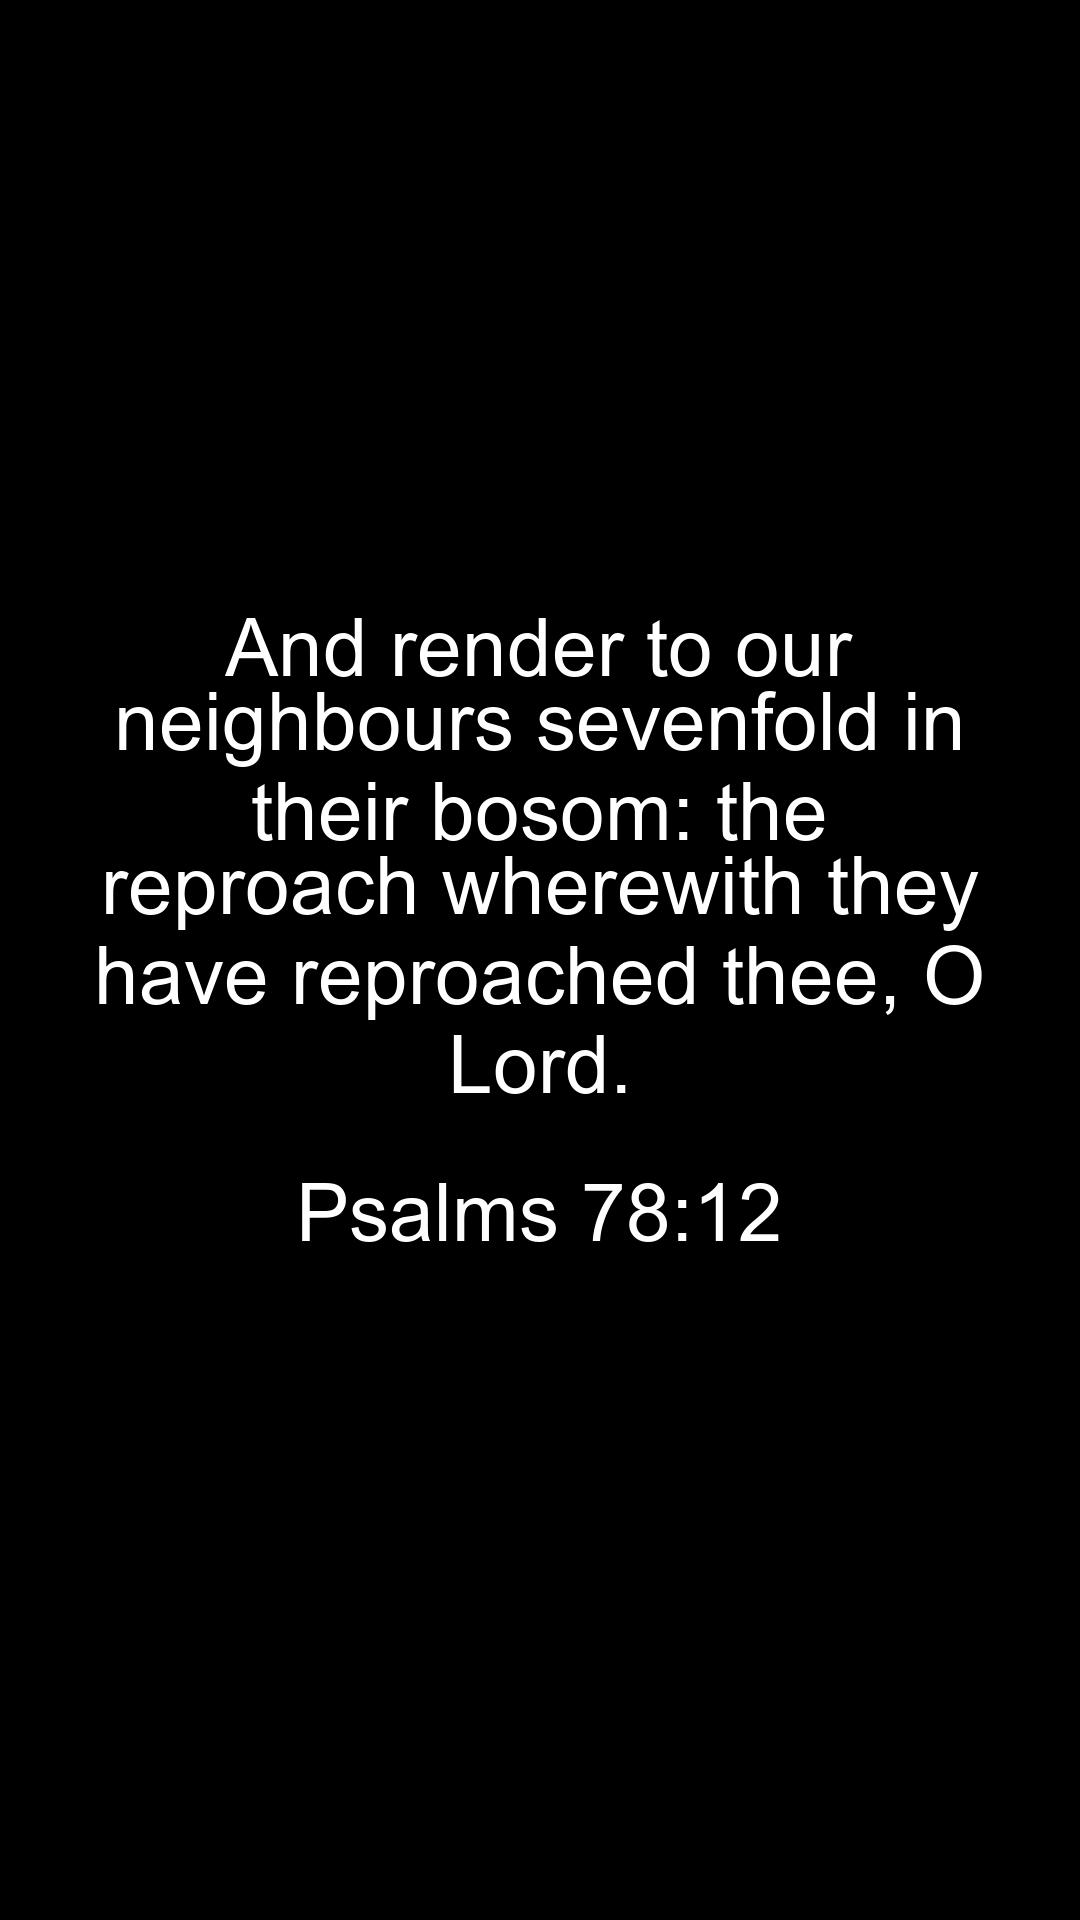 And render to our
neighbours sevenfold in
their bosom: the
reproach wherewith they
have reproached thee, O
Lord.
Psalms 78:12